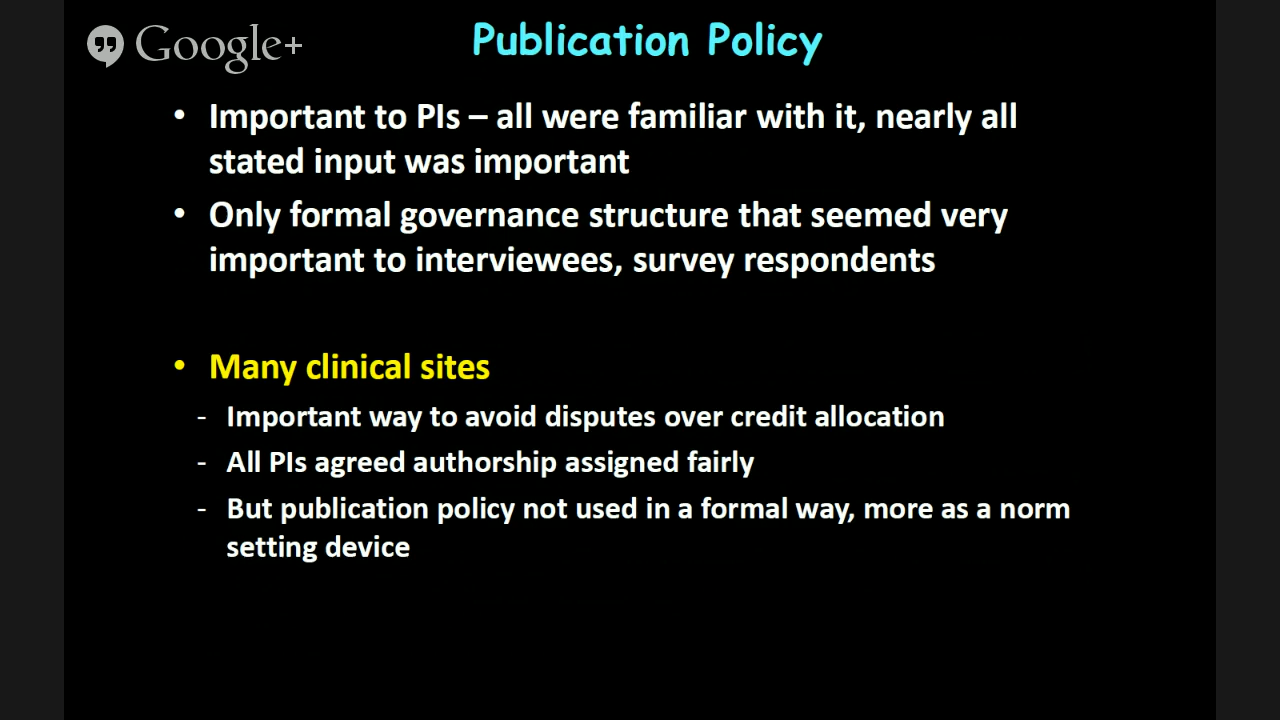 Google+
Publication Policy
• Important to PIs – all were familiar with it, nearly all
stated input was important
• Only formal governance structure that seemed very
important to interviewees, survey respondents
• Many clinical sites
- Important way to avoid disputes over credit allocation
- All PIs agreed authorship assigned fairly
- But publication policy not used in a formal way, more as a norm
setting device